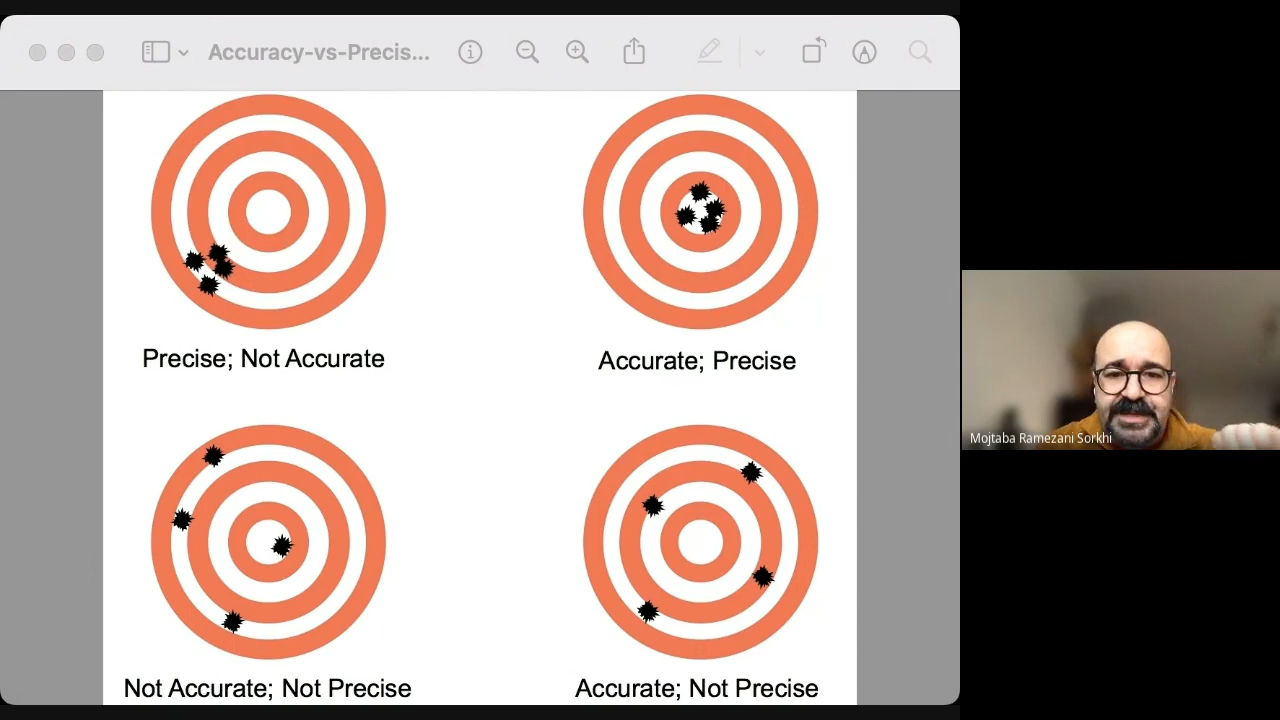 Accuracy-vs-Precis...
Precise; Not Accurate
Accurate; Precise
Not Accurate; Not Precise
Accurate; Not Precise
Mojtaba Ramezani Sorkhi